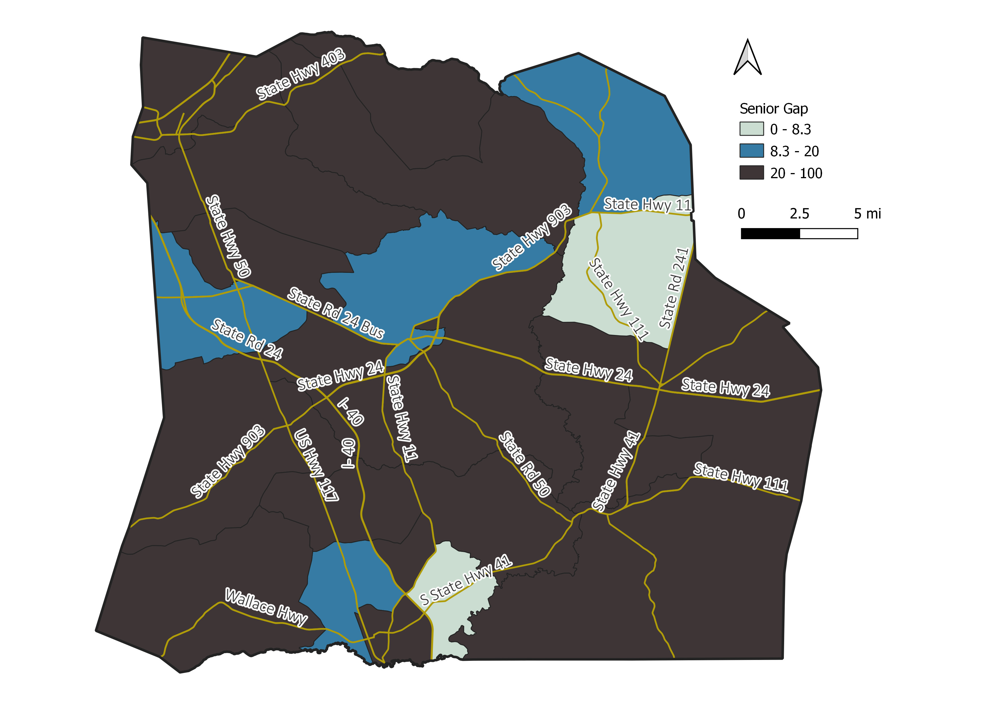 State Hwy 403
Senior Gap
0 - 8.3
8.3 - 20
20 - 100
0 2.5 5 mi
State Hwy 11
State Hwy 903
State Hwy 50
State Hwy 111
State Rd 241
State Rd 24 Bus
State Rd 24
State Hwy 24
State Hwy 24
State Hwy 24
I- 40
State Hwy 11
I- 40
State Hwy 903
US Hwy 117
State Rd 50
State Hwy 41
State Hwy 111
S State Hwy 41
Wallace Hwy